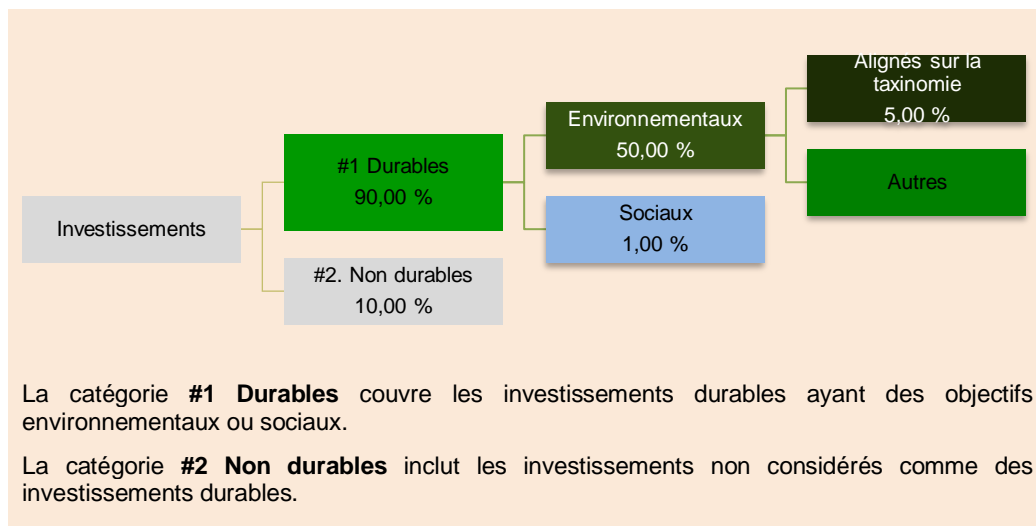 Alignés sur la
taxinomie
5,00 %
Environnementaux
50,00 %
#1 Durables
90,00 %
Autres
Sociaux
1,00 %
Investissements
#2. Non durables
10,00 %
La catégorie #1 Durables couvre les investissements durables ayant des objectifs
environnementaux ou sociaux.
La catégorie #2 Non durables inclut les investissements non considérés comme des
investissements durables.